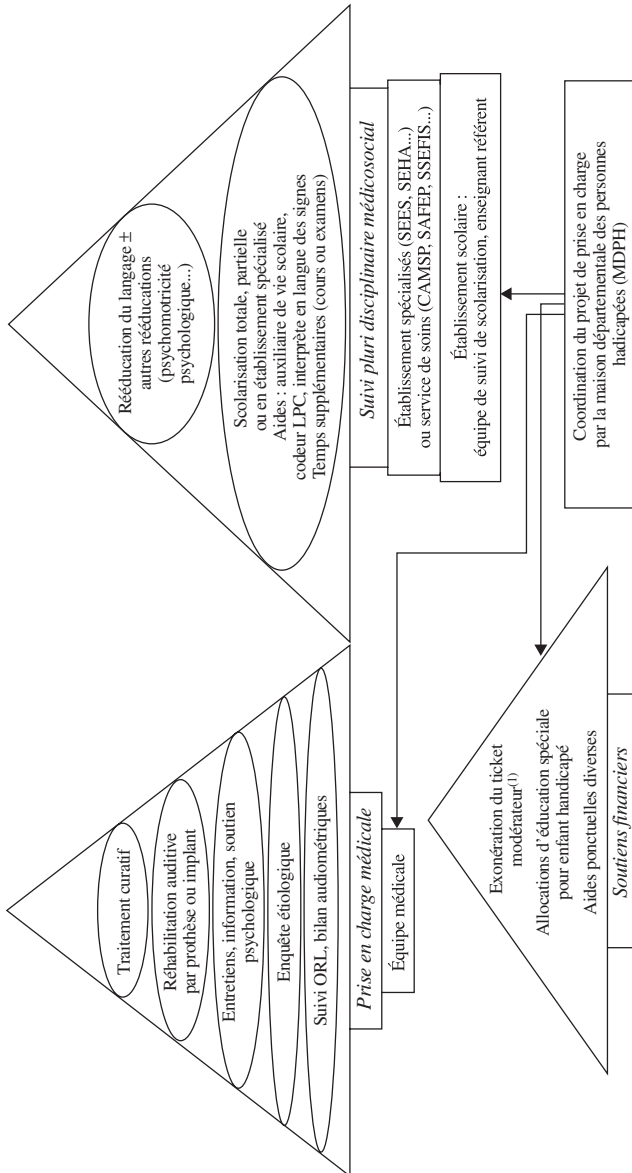 Traitement curatif
Réhabilitation auditive
par prothèse ou implant
Entretiens, information, soutien
psychologique
Enquête étiologique
Suivi ORL, bilan audiométriques
Prise en charge médicale
Équipe médicale
Rééducation du langage ±
autres rééducations
(psychomotricité
psychologique...)
Scolarisation totale, partielle
ou en établissement spécialisé
Aides : auxiliaire de vie scolaire,
codeur LPC, interprète en langue des signes
Temps supplémentaires (cours ou examens)
Suivi pluri disciplinaire médicosocial
Établissement spécialisés (SEES, SEHA...)
ou service de soins (CAMSP, SAFEP, SSEFIS...)
Établissement scolaire :
équipe de suivi de scolarisation, enseignant référent
Exonération du ticket
modérateur(1)
Allocations d'éducation spéciale
pour enfant handicapé
Aides ponctuelles diverses
Soutiens financiers
Coordination du projet de prise en charge
par la maison départementale des personnes
hadicapées (MDPH)